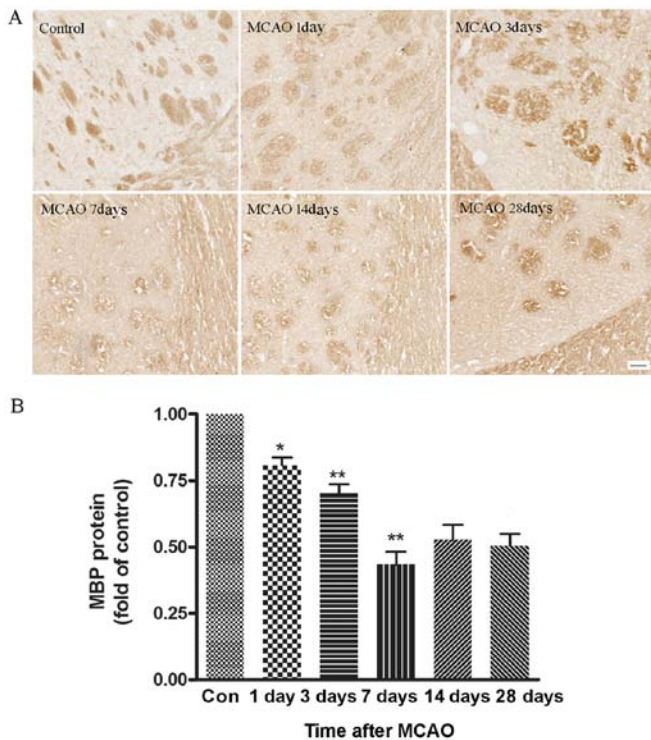 A
Control
MCAO 1day
MCAO 3days
MCAO 7days
MCAO 14days
MCAO 28days
B
MBP protein
(fold of control)
1.00
0.75
0.50
0.25
0.00
*
**
**
Con 1 day 3 days 7 days 14 days 28 days
Time after MCAO